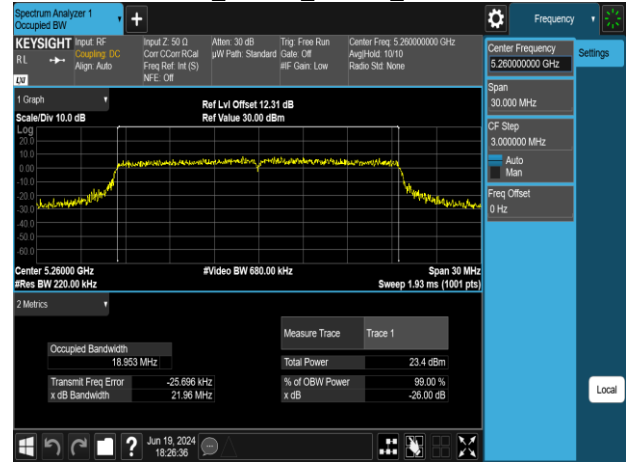 Spectrum Analyzer 1
Occupied BW
Frequency
KEYSIGHT
RL
LXI
Input: RF
Coupling: DC
Align: Auto
Input Z: 50 Ω
Corr CCorr RCal
Freq Ref: Int (S)
NFE: Off
Atten: 30 dB
µW Path: Standard
Trig: Free Run
Gate: Off
#IF Gain: Low
Center Freq: 5.260000000 GHz
Avg|Hold: 10/10
Radio Std: None
Center Frequency
5.260000000 GHz
Settings
Span
30.000 MHz
CF Step
3.000000 MHz
Auto
Man
Freq Offset
0 Hz
1 Graph
Scale/Div 10.0 dB
Ref Lvl Offset 12.31 dB
Ref Value 30.00 dBm
Log
20.0
10.0
0.00
-10.0
-20.0
-30.0
-40.0
-50.0
-60.0
Center 5.26000 GHz
#Res BW 220.00 kHz
#Video BW 680.00 kHz
Span 30 MHz
Sweep 1.93 ms (1001 pts)
2 Metrics
Measure Trace Trace 1
Occupied Bandwidth
18.953 MHz
Total Power 23.4 dBm
Transmit Freq Error -25.696 kHz
x dB Bandwidth 21.96 MHz
% of OBW Power 99.00 %
x dB -26.00 dB
Local
Jun 19, 2024
18:26:36